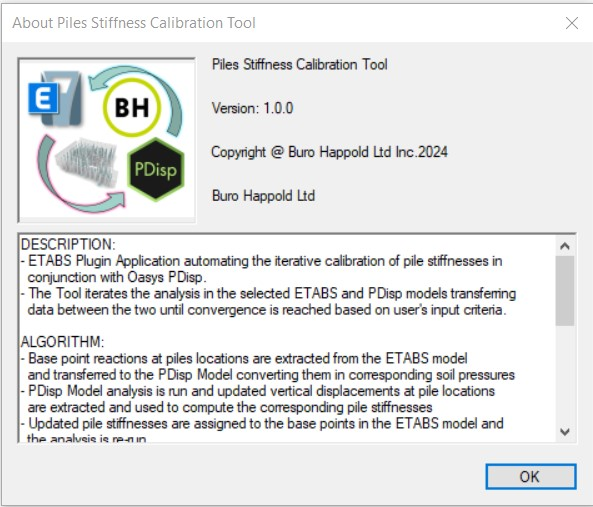 About Piles Stiffness Calibration Tool
E
BH
PDisp
Piles Stiffness Calibration Tool
Version: 1.0.0
Copyright @ Buro Happold Ltd Inc.2024
Buro Happold Ltd
DESCRIPTION:
- ETABS Plugin Application automating the iterative calibration of pile stiffnesses in
conjunction with Oasys PDisp.
- The Tool iterates the analysis in the selected ETABS and PDisp models transferring
data between the two until convergence is reached based on user's input criteria.
ALGORITHM:
- Base point reactions at piles locations are extracted from the ETABS model
and transferred to the PDisp Model converting them in corresponding soil pressures
- PDisp Model analysis is run and updated vertical displacements at pile locations
are extracted and used to compute the corresponding pile stiffnesses
- Updated pile stiffnesses are assigned to the base points in the ETABS model and
the analysis is re-run
OK